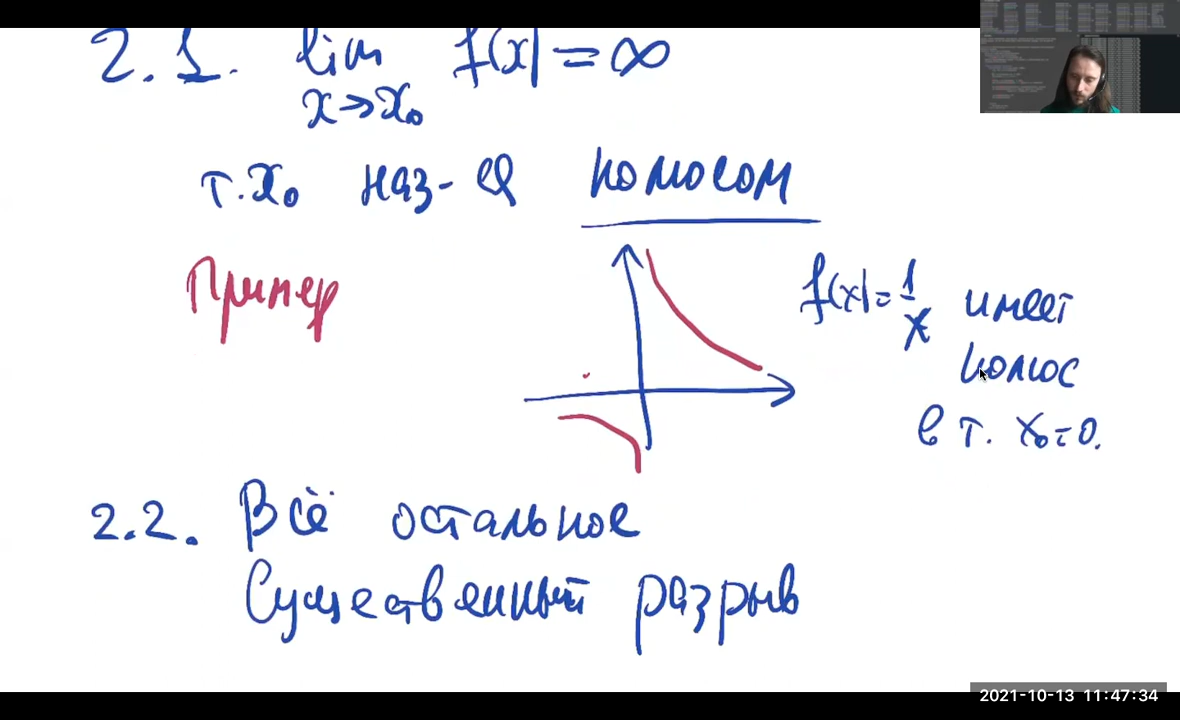 2.1. lim f(x) = ∞
x→x₀
т. x₀ наз-ся полюсом
Пример
f(x) = 1/x имеет
полюс
в т. x₀ = 0.
2.2. Всё остальное
Существенный разрыв
2021-10-13 11:47:34